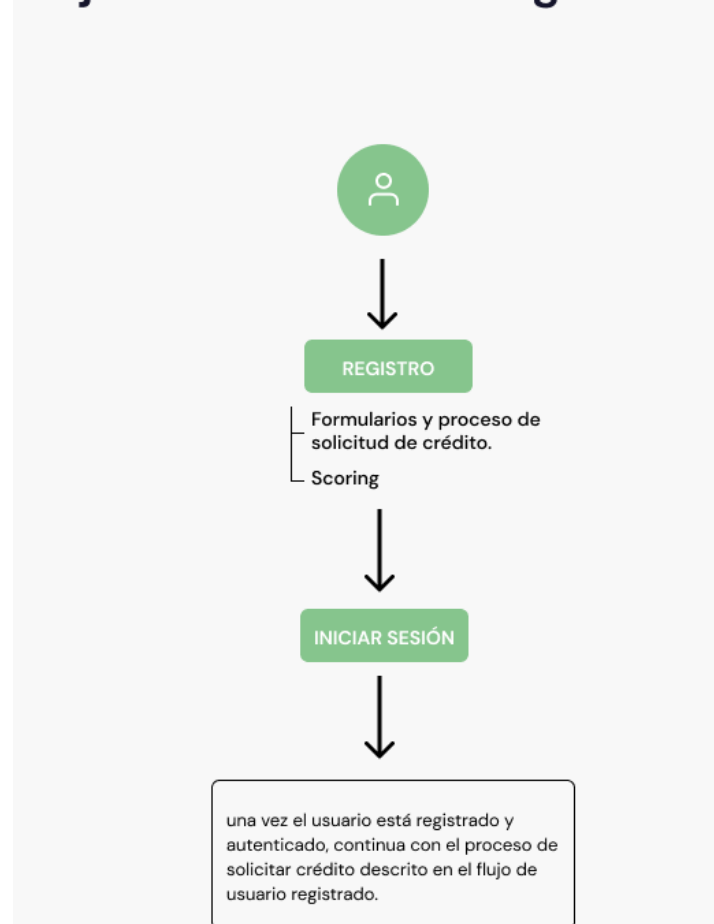 REGISTRO
Formularios y proceso de
solicitud de crédito.
Scoring
INICIAR SESIÓN
una vez el usuario está registrado y
autenticado, continua con el proceso de
solicitar crédito descrito en el flujo de
usuario registrado.